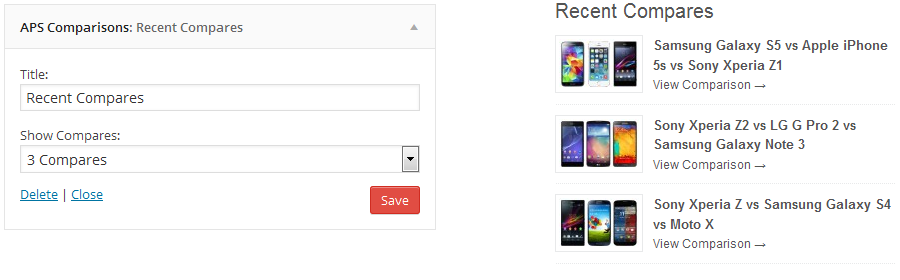 APS Comparisons: Recent Compares
Title:
Recent Compares
Show Compares:
3 Compares
Delete | Close
Save
Recent Compares
Samsung Galaxy S5 vs Apple iPhone
5s vs Sony Xperia Z1
View Comparison →
Sony Xperia Z2 vs LG G Pro 2 vs
Samsung Galaxy Note 3
View Comparison →
Sony Xperia Z vs Samsung Galaxy S4
vs Moto X
View Comparison →